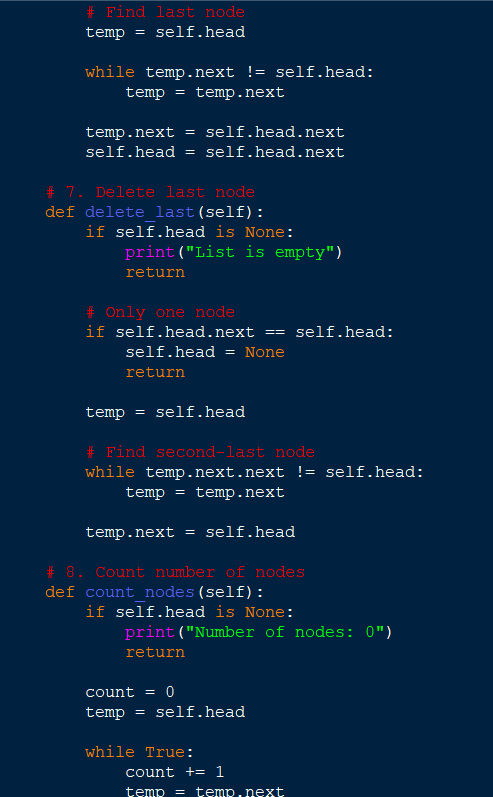 # Find last node
        temp = self.head

        while temp.next != self.head:
            temp = temp.next

        temp.next = self.head.next
        self.head = self.head.next

    # 7. Delete last node
    def delete_last(self):
        if self.head is None:
            print("List is empty")
            return

        # Only one node
        if self.head.next == self.head:
            self.head = None
            return

        temp = self.head

        # Find second-last node
        while temp.next.next != self.head:
            temp = temp.next

        temp.next = self.head

    # 8. Count number of nodes
    def count_nodes(self):
        if self.head is None:
            print("Number of nodes: 0")
            return

        count = 0
        temp = self.head

        while True:
            count += 1
            temp = temp.next